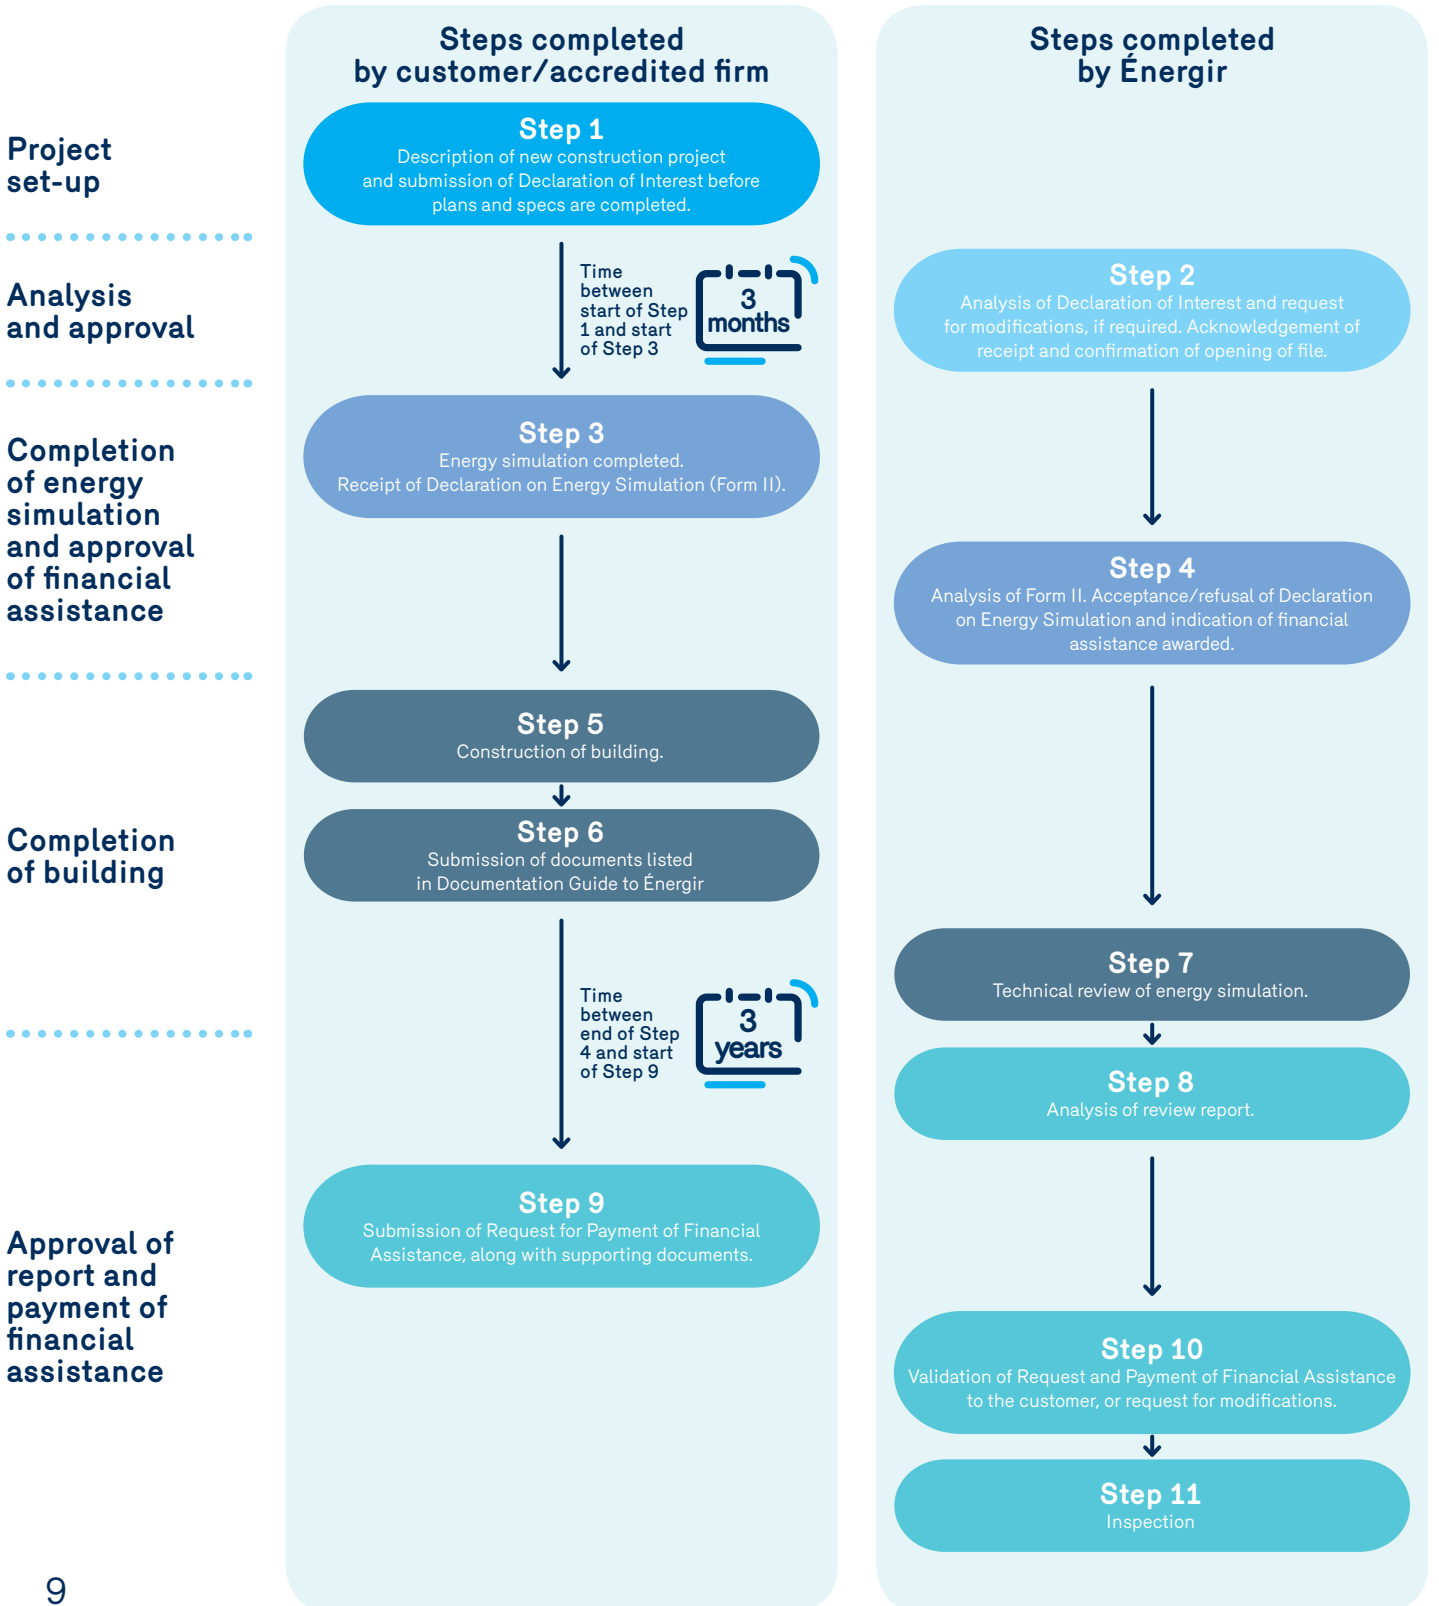 Steps completed
by customer/accredited firm
Steps completed
by Énergir
Project
set-up
Step 1
Description of new construction project
and submission of Declaration of Interest before
plans and specs are completed.
Analysis
and approval
Time
between
start of Step
1 and start
of Step 3
3
months
Step 2
Analysis of Declaration of Interest and request
for modifications, if required. Acknowledgement of
receipt and confirmation of opening of file.
Completion
of energy
simulation
and approval
of financial
assistance
Step 3
Energy simulation completed.
Receipt of Declaration on Energy Simulation (Form II).
Step 4
Analysis of Form II. Acceptance/refusal of Declaration
on Energy Simulation and indication of financial
assistance awarded.
Completion
of building
Step 5
Construction of building.
Step 6
Submission of documents listed
in Documentation Guide to Énergir
Step 7
Technical review of energy simulation.
Time
between
end of Step
4 and start
of Step 9
3
years
Step 8
Analysis of review report.
Approval of
report and
payment of
financial
assistance
Step 9
Submission of Request for Payment of Financial
Assistance, along with supporting documents.
Step 10
Validation of Request and Payment of Financial Assistance
to the customer, or request for modifications.
Step 11
Inspection
9